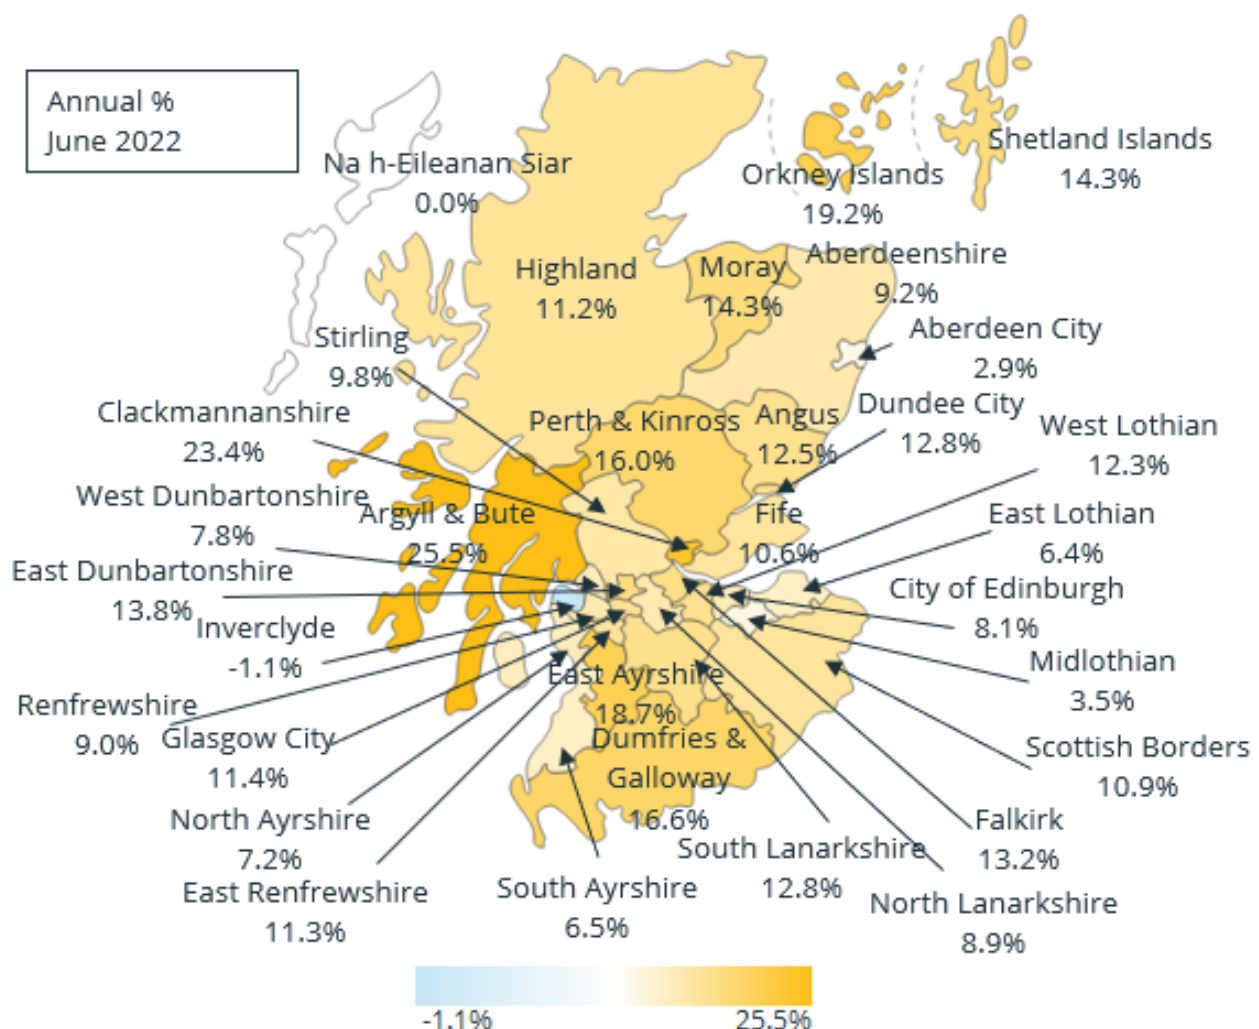 Annual %
June 2022
Shetland Islands
14.3%
Na h-Eileanan Siar
0.0%
Orkney Islands
19.2%
Highland
11.2%
Moray
14.3%
Aberdeenshire
9.2%
Aberdeen City
2.9%
Stirling
9.8%
Clackmannanshire
23.4%
Perth & Kinross
16.0%
Angus
12.5%
Dundee City
12.8%
West Lothian
12.3%
West Dunbartonshire
7.8%
Argyll & Bute
25.5%
Fife
10.6%
East Lothian
6.4%
East Dunbartonshire
13.8%
City of Edinburgh
8.1%
Inverclyde
-1.1%
Midlothian
3.5%
East Ayrshire
18.7%
Renfrewshire
9.0%
Glasgow City
11.4%
Dumfries &
Galloway
16.6%
Scottish Borders
10.9%
North Ayrshire
7.2%
Falkirk
13.2%
South Lanarkshire
12.8%
East Renfrewshire
11.3%
South Ayrshire
6.5%
North Lanarkshire
8.9%
-1.1%
25.5%